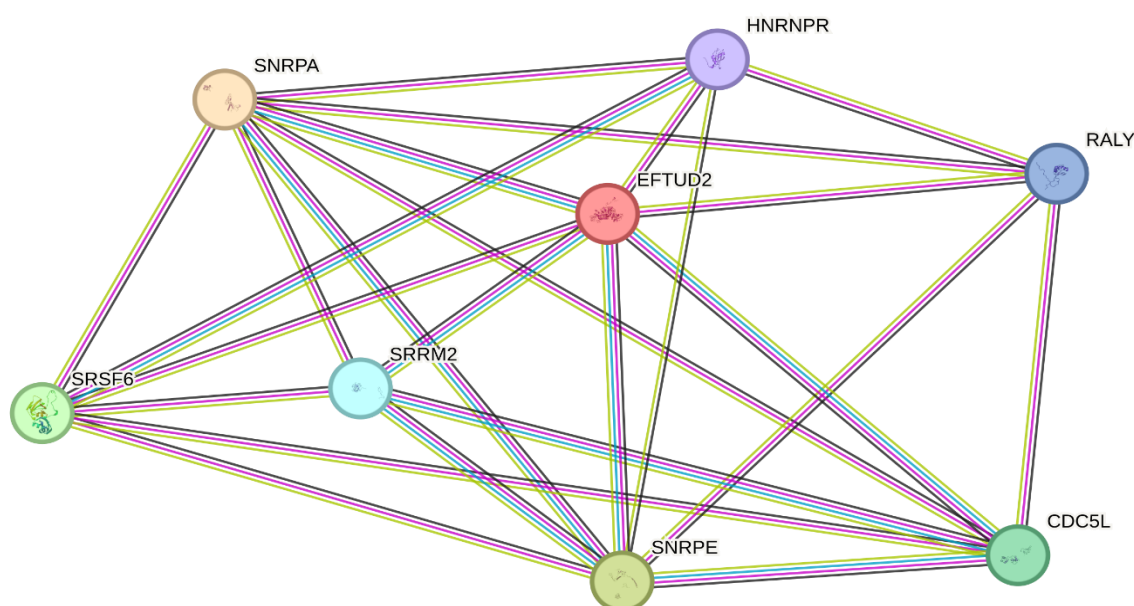 HNRNPR
SNRPA
RALY
EFTUD2
SRRM2
SRSF6
CDC5L
SNRPE